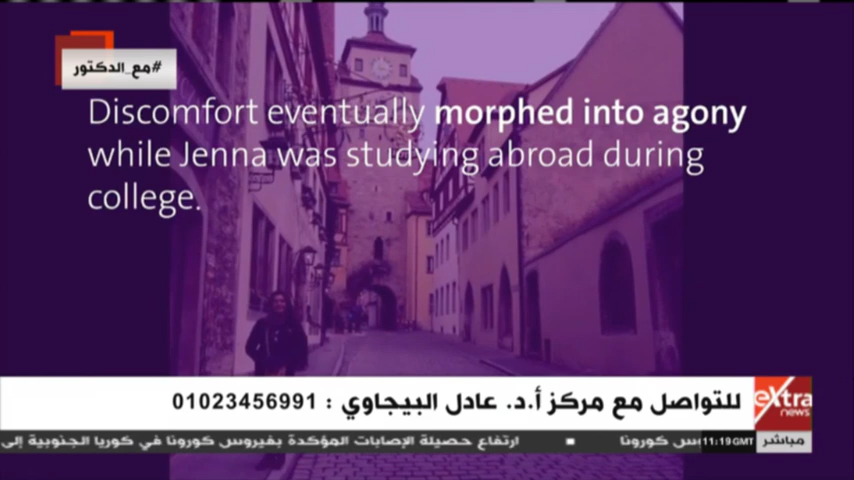 #مع_الدكتور
Discomfort eventually morphed into agony
while Jenna was studying abroad during
college.
للتواصل مع مركز أ.د. عادل البيجاوي : 01023456991
eXtra
news
مباشر
11:19 GMT
س كورونا ■ ارتفاع حصيلة الإصابات المؤكدة بفيروس كورونا في كوريا الجنوبية إلى